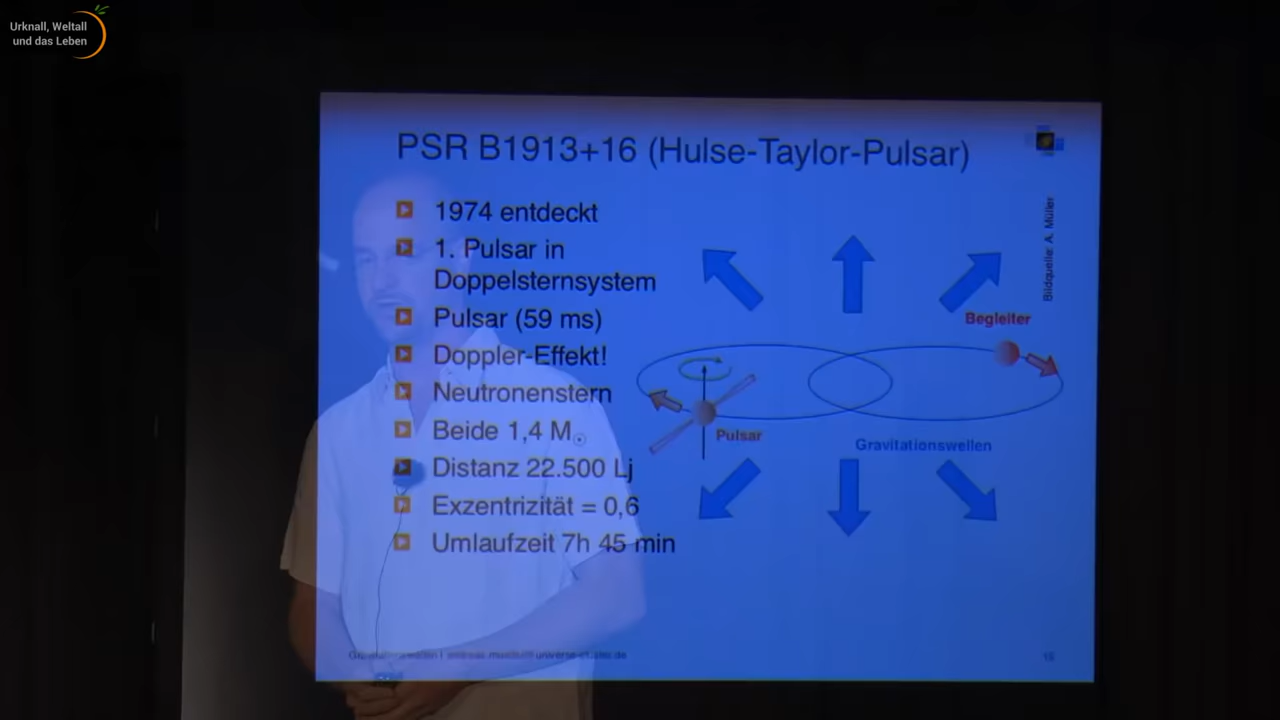 Urknall, Weltall
und das Leben
PSR B1913+16 (Hulse-Taylor-Pulsar)
1974 entdeckt
1. Pulsar in
Doppelsternsystem
Pulsar (59 ms)
Doppler-Effekt!
Neutronenstern
Beide 1,4 M☉
Distanz 22.500 Lj
Exzentrizität = 0,6
Umlaufzeit 7h 45 min
Bildquelle: A. Müller
Begleiter
Pulsar
Gravitationswellen